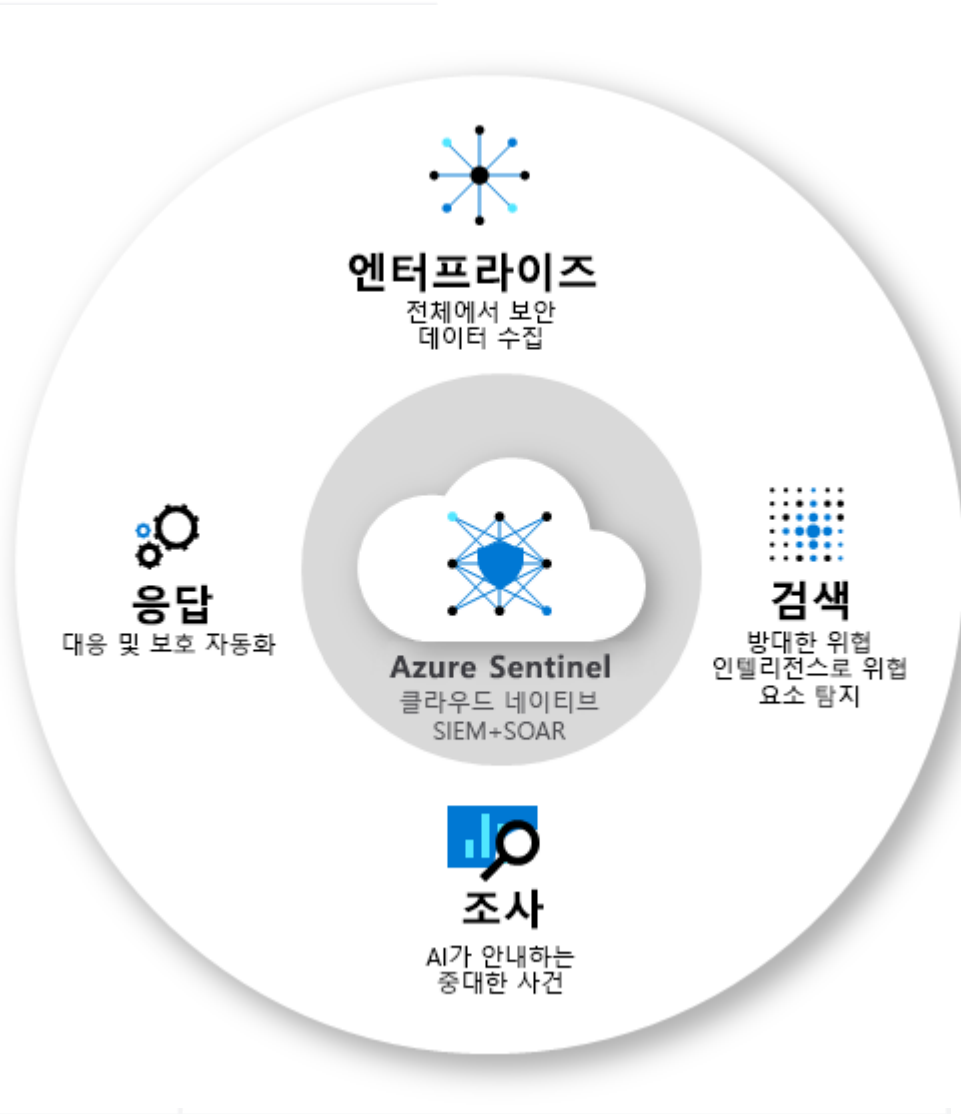 엔터프라이즈
전체에서 보안
데이터 수집
응답
대응 및 보호 자동화
Azure Sentinel
클라우드 네이티브
SIEM+SOAR
검색
방대한 위협
인텔리전스로 위협
요소 탐지
조사
AI가 안내하는
중대한 사건